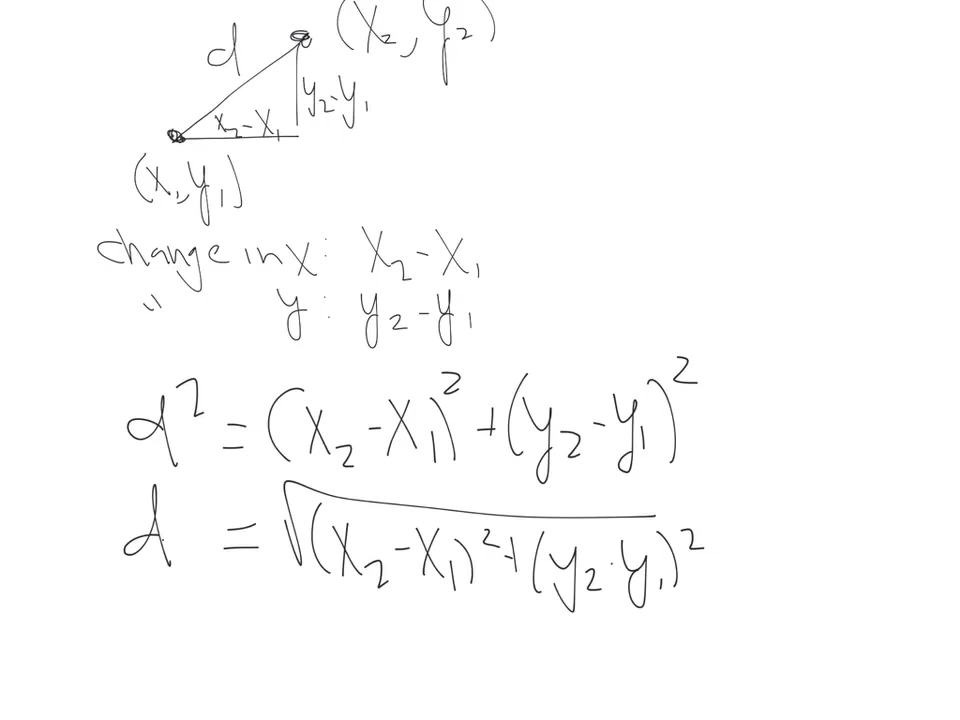 (x₂, y₂)
d
y₂-y₁
x₂-x₁
(x₁, y₁)
change in x: x₂-x₁
" y: y₂-y₁
d² = (x₂-x₁)² + (y₂-y₁)²
d = √(x₂-x₁)² + (y₂·y₁)²